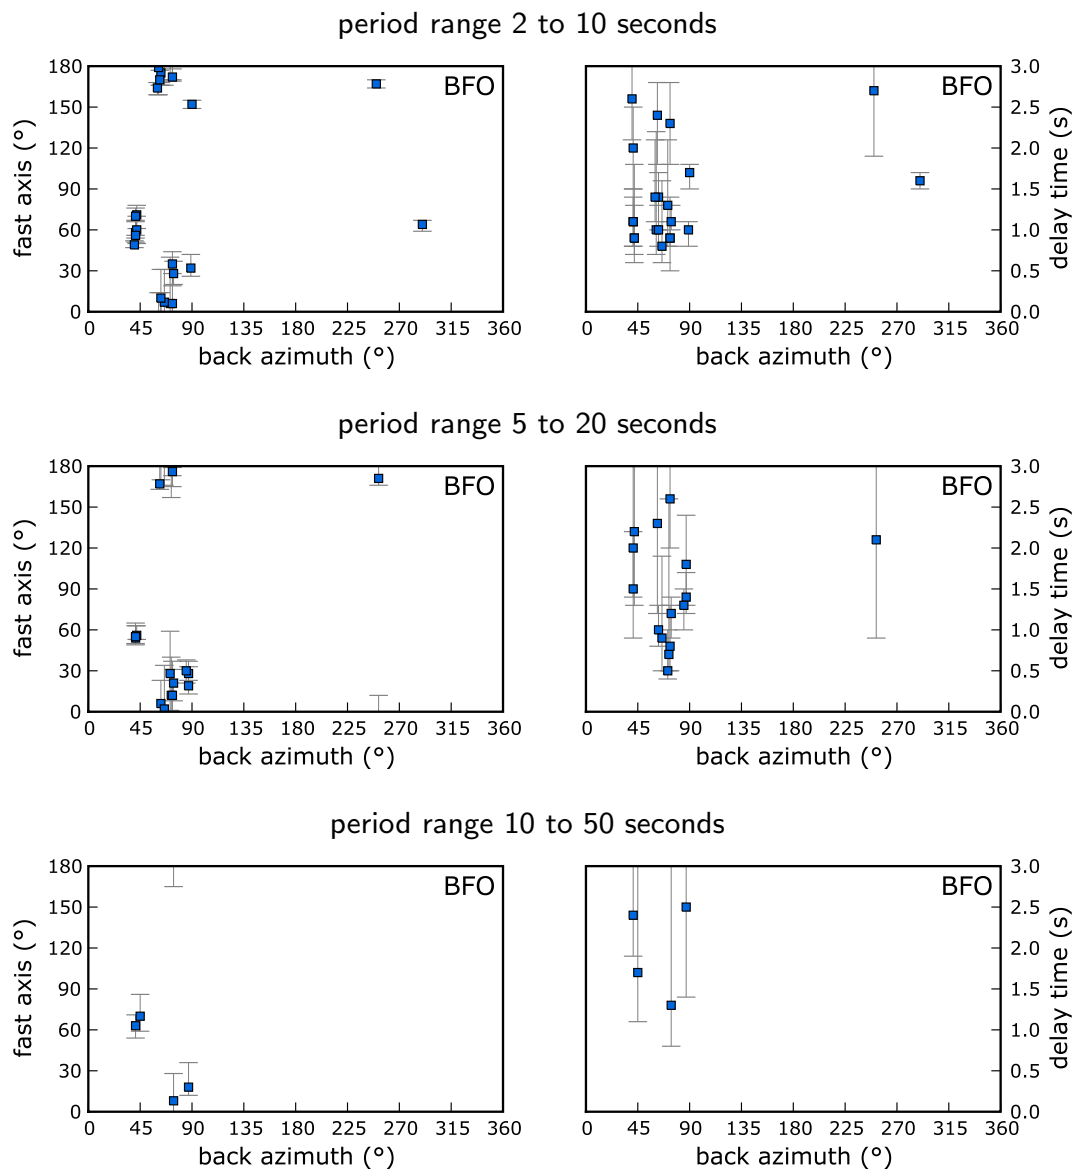 period range 2 to 10 seconds
180
150
120
90
60
30
0
fast axis (°)
BFO
0 45 90 135 180 225 270 315 360
back azimuth (°)
BFO
3.0
2.5
2.0
1.5
1.0
0.5
0.0
delay time (s)
0 45 90 135 180 225 270 315 360
back azimuth (°)
period range 5 to 20 seconds
180
150
120
90
60
30
0
fast axis (°)
BFO
0 45 90 135 180 225 270 315 360
back azimuth (°)
BFO
3.0
2.5
2.0
1.5
1.0
0.5
0.0
delay time (s)
0 45 90 135 180 225 270 315 360
back azimuth (°)
period range 10 to 50 seconds
180
150
120
90
60
30
0
fast axis (°)
BFO
0 45 90 135 180 225 270 315 360
back azimuth (°)
BFO
3.0
2.5
2.0
1.5
1.0
0.5
0.0
delay time (s)
0 45 90 135 180 225 270 315 360
back azimuth (°)